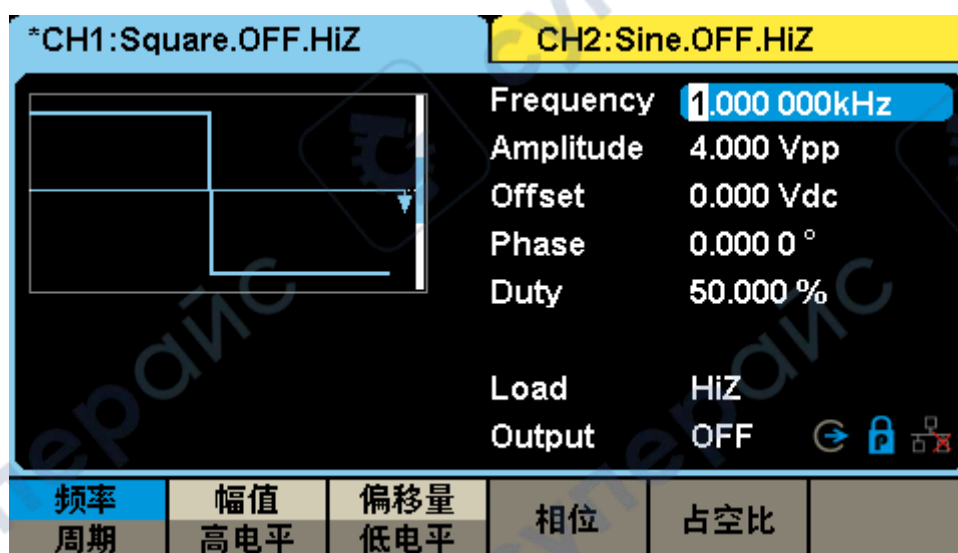 *CH1:Square.OFF.HiZ
CH2:Sine.OFF.HiZ
Frequency 1.000 000kHz
Amplitude 4.000 Vpp
Offset 0.000 Vdc
Phase 0.000 0 °
Duty 50.000 %
Load HiZ
Output OFF
P
频率 幅值 偏移量 相位 占空比
周期 高电平 低电平